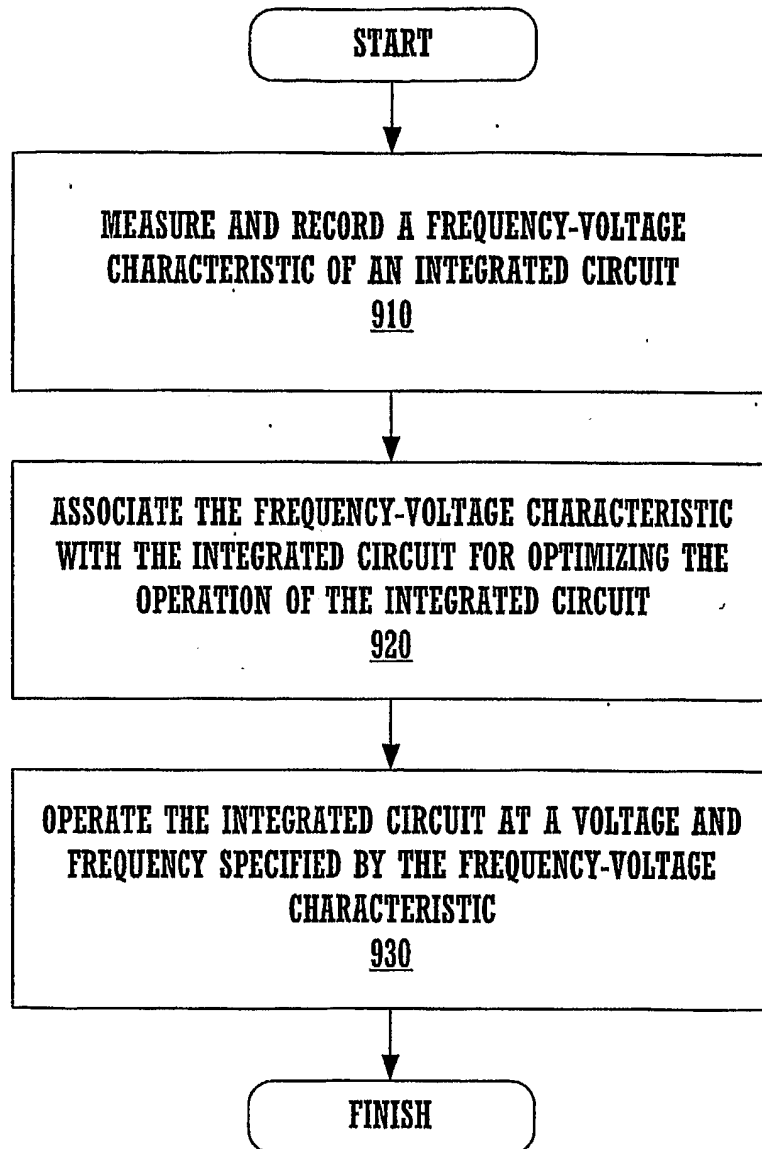 START
MEASURE AND RECORD A FREQUENCY-VOLTAGE
CHARACTERISTIC OF AN INTEGRATED CIRCUIT
910
ASSOCIATE THE FREQUENCY-VOLTAGE CHARACTERISTIC
WITH THE INTEGRATED CIRCUIT FOR OPTIMIZING THE
OPERATION OF THE INTEGRATED CIRCUIT
920
OPERATE THE INTEGRATED CIRCUIT AT A VOLTAGE AND
FREQUENCY SPECIFIED BY THE FREQUENCY-VOLTAGE
CHARACTERISTIC
930
FINISH